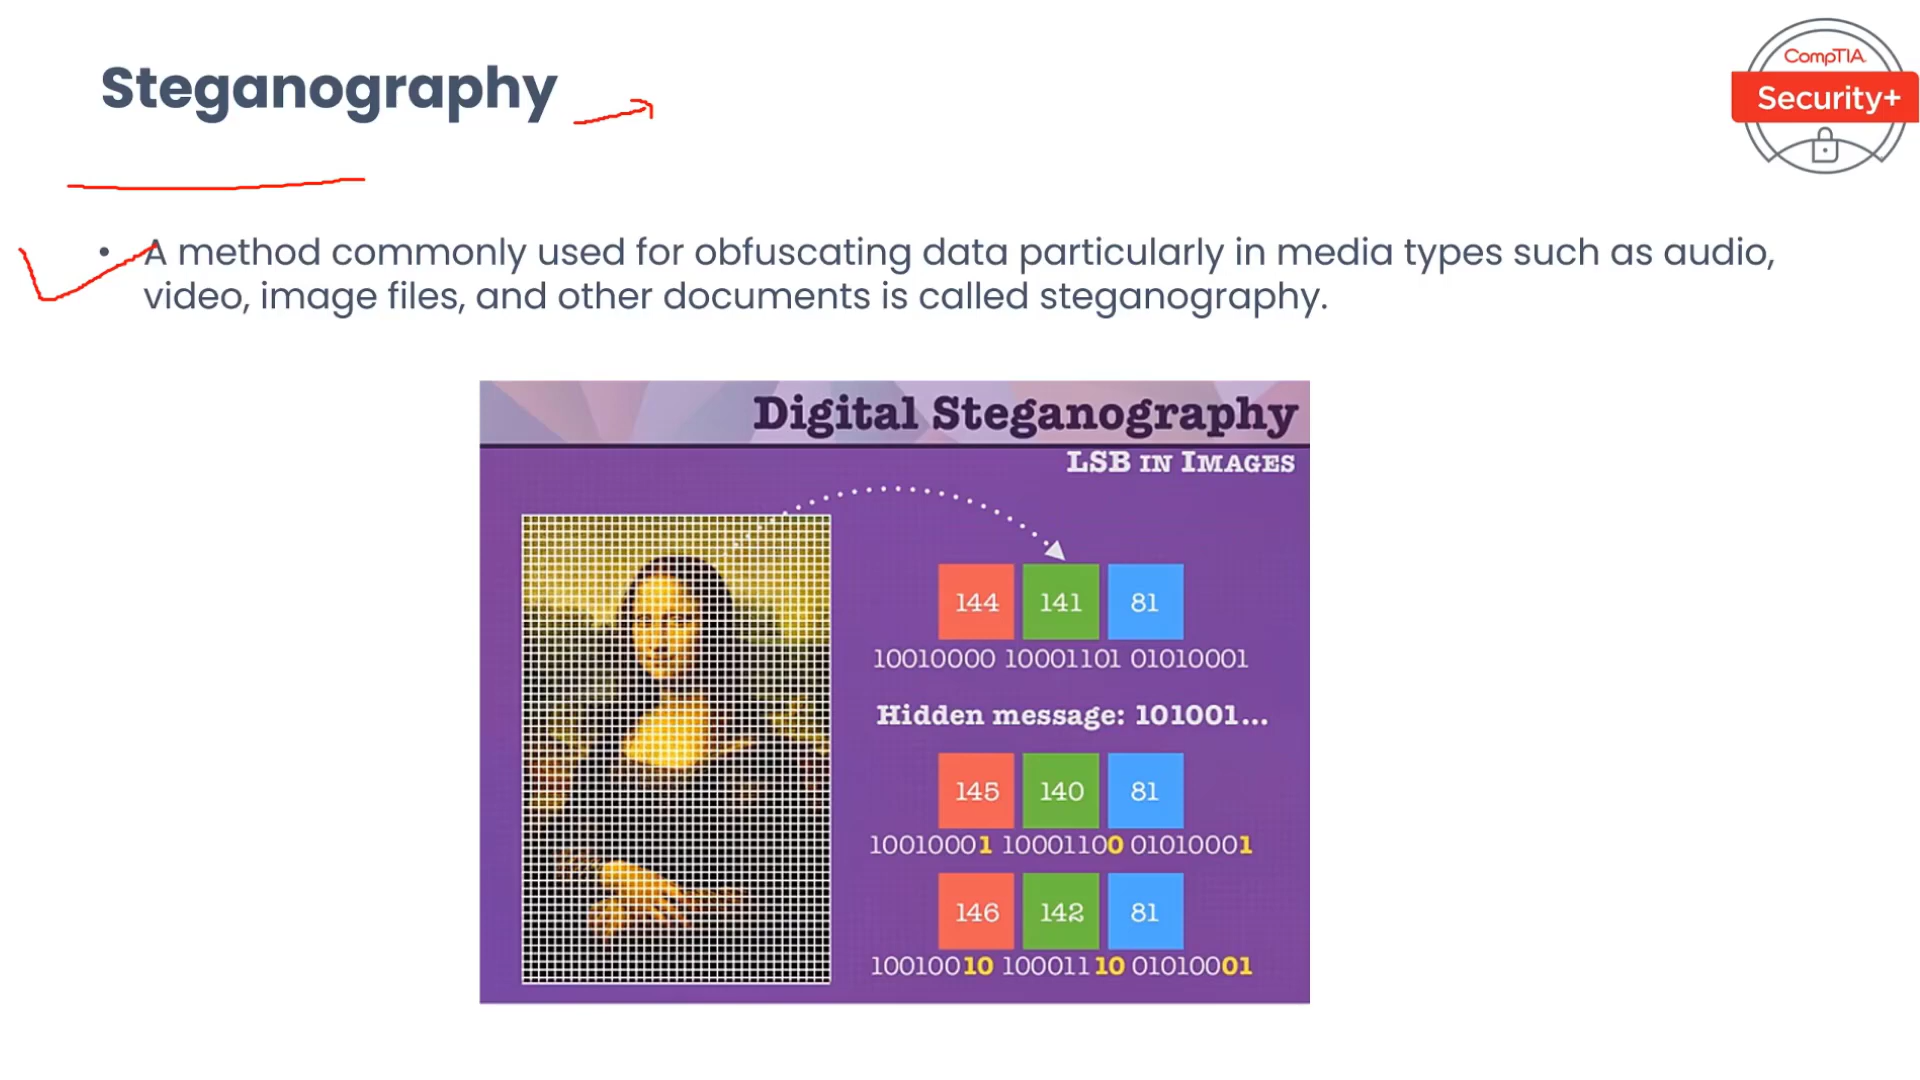 Steganography
CompTIA
Security+
• A method commonly used for obfuscating data particularly in media types such as audio,
video, image files, and other documents is called steganography.
Digital Steganography
LSB IN IMAGES
144 141 81
10010000 10001101 01010001
Hidden message: 101001...
145 140 81
10010001 10001100 01010001
146 142 81
10010010 10001110 01010001